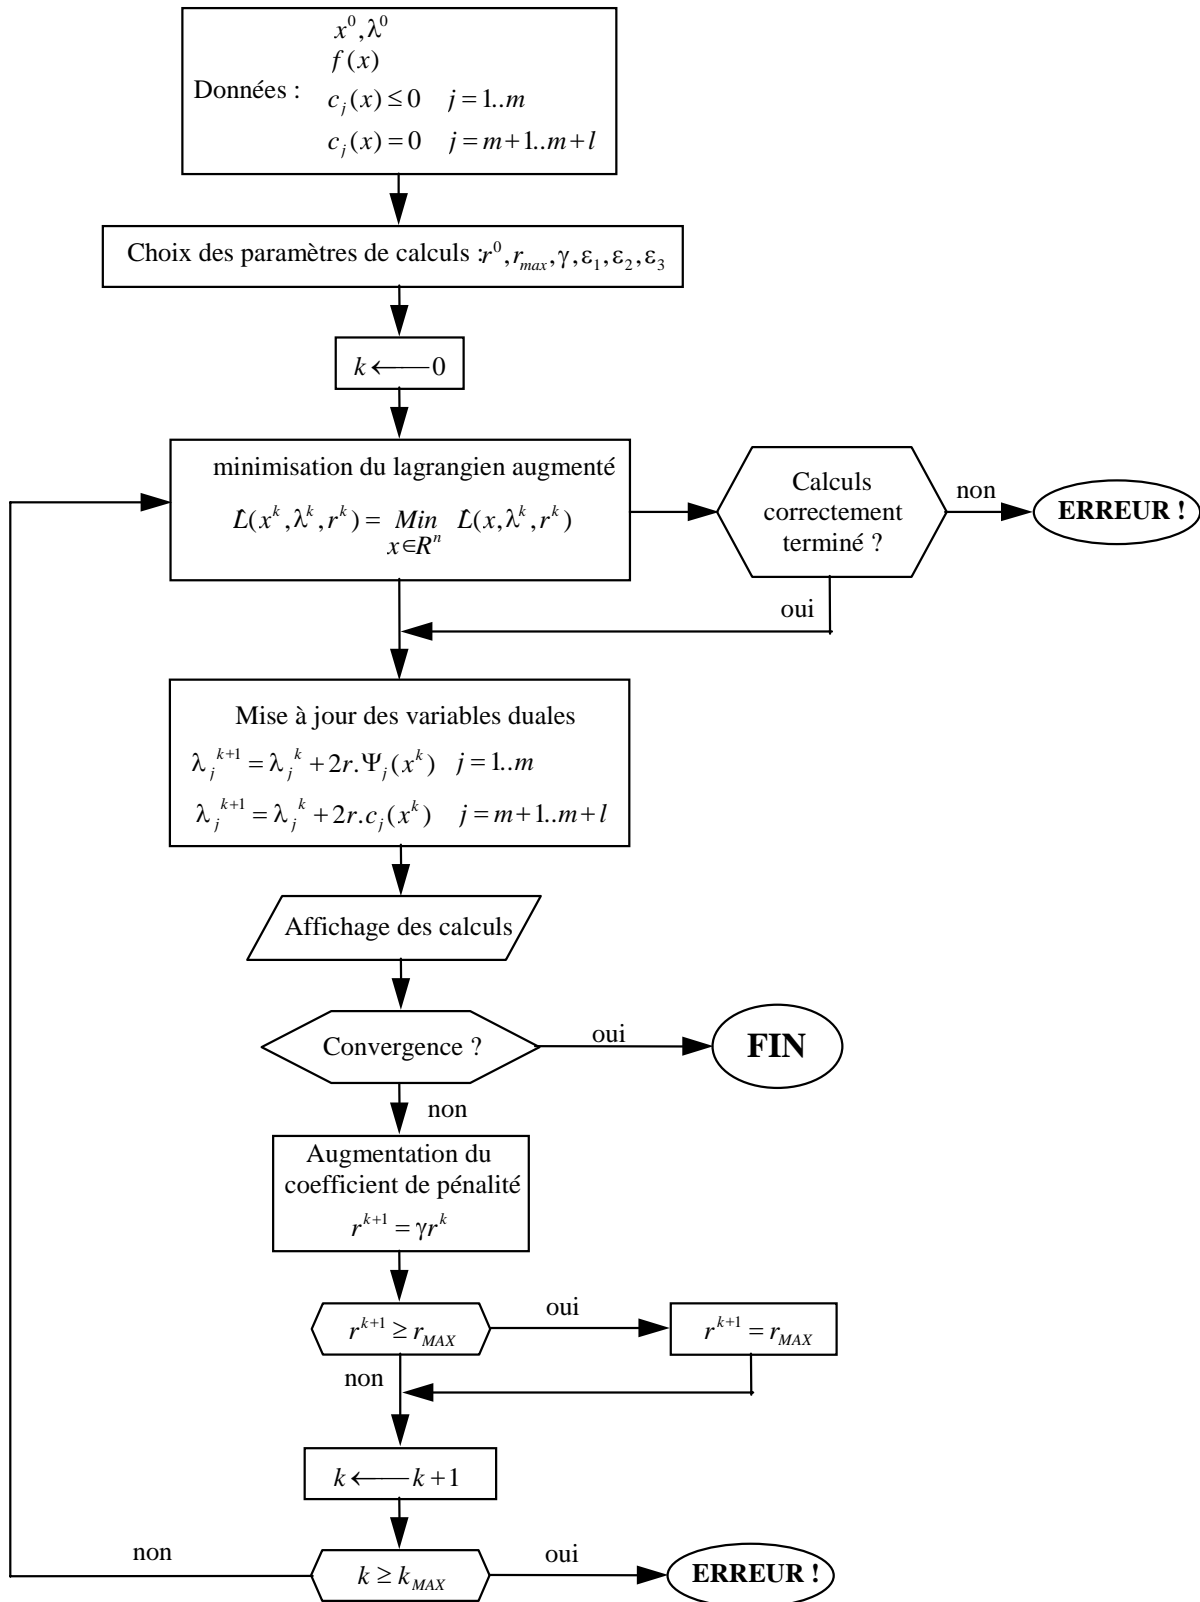 x⁰, λ⁰
f(x)
Données :
c_j(x) ≤ 0 j = 1..m
c_j(x) = 0 j = m+1..m+l
Choix des paramètres de calculs : r⁰, r_max, γ, ε₁, ε₂, ε₃
k ← 0
minimisation du lagrangien augmenté
L(x^k, λ^k, r^k) = Min L(x, λ^k, r^k)
x∈R^n
Calculs
correctement
terminé ?
non
ERREUR !
oui
Mise à jour des variables duales
λ_j^{k+1} = λ_j^k + 2r.Ψ_j(x^k) j = 1..m
λ_j^{k+1} = λ_j^k + 2r.c_j(x^k) j = m+1..m+l
Affichage des calculs
Convergence ?
oui
FIN
non
Augmentation du
coefficient de pénalité
r^{k+1} = γr^k
r^{k+1} ≥ r_MAX
oui
r^{k+1} = r_MAX
non
k ← k+1
non
k ≥ k_MAX
oui
ERREUR !